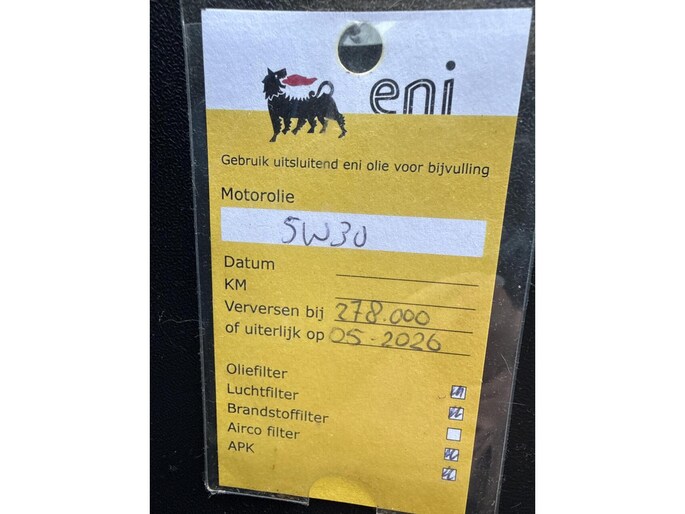 eni
Gebruik uitsluitend eni olie voor bijvulling
Motorolie
5W30
Datum
KM
Verversen bij 278.000
of uiterlijk op 05-2026
Oliefilter
Luchtfilter
Brandstoffilter
Airco filter
APK